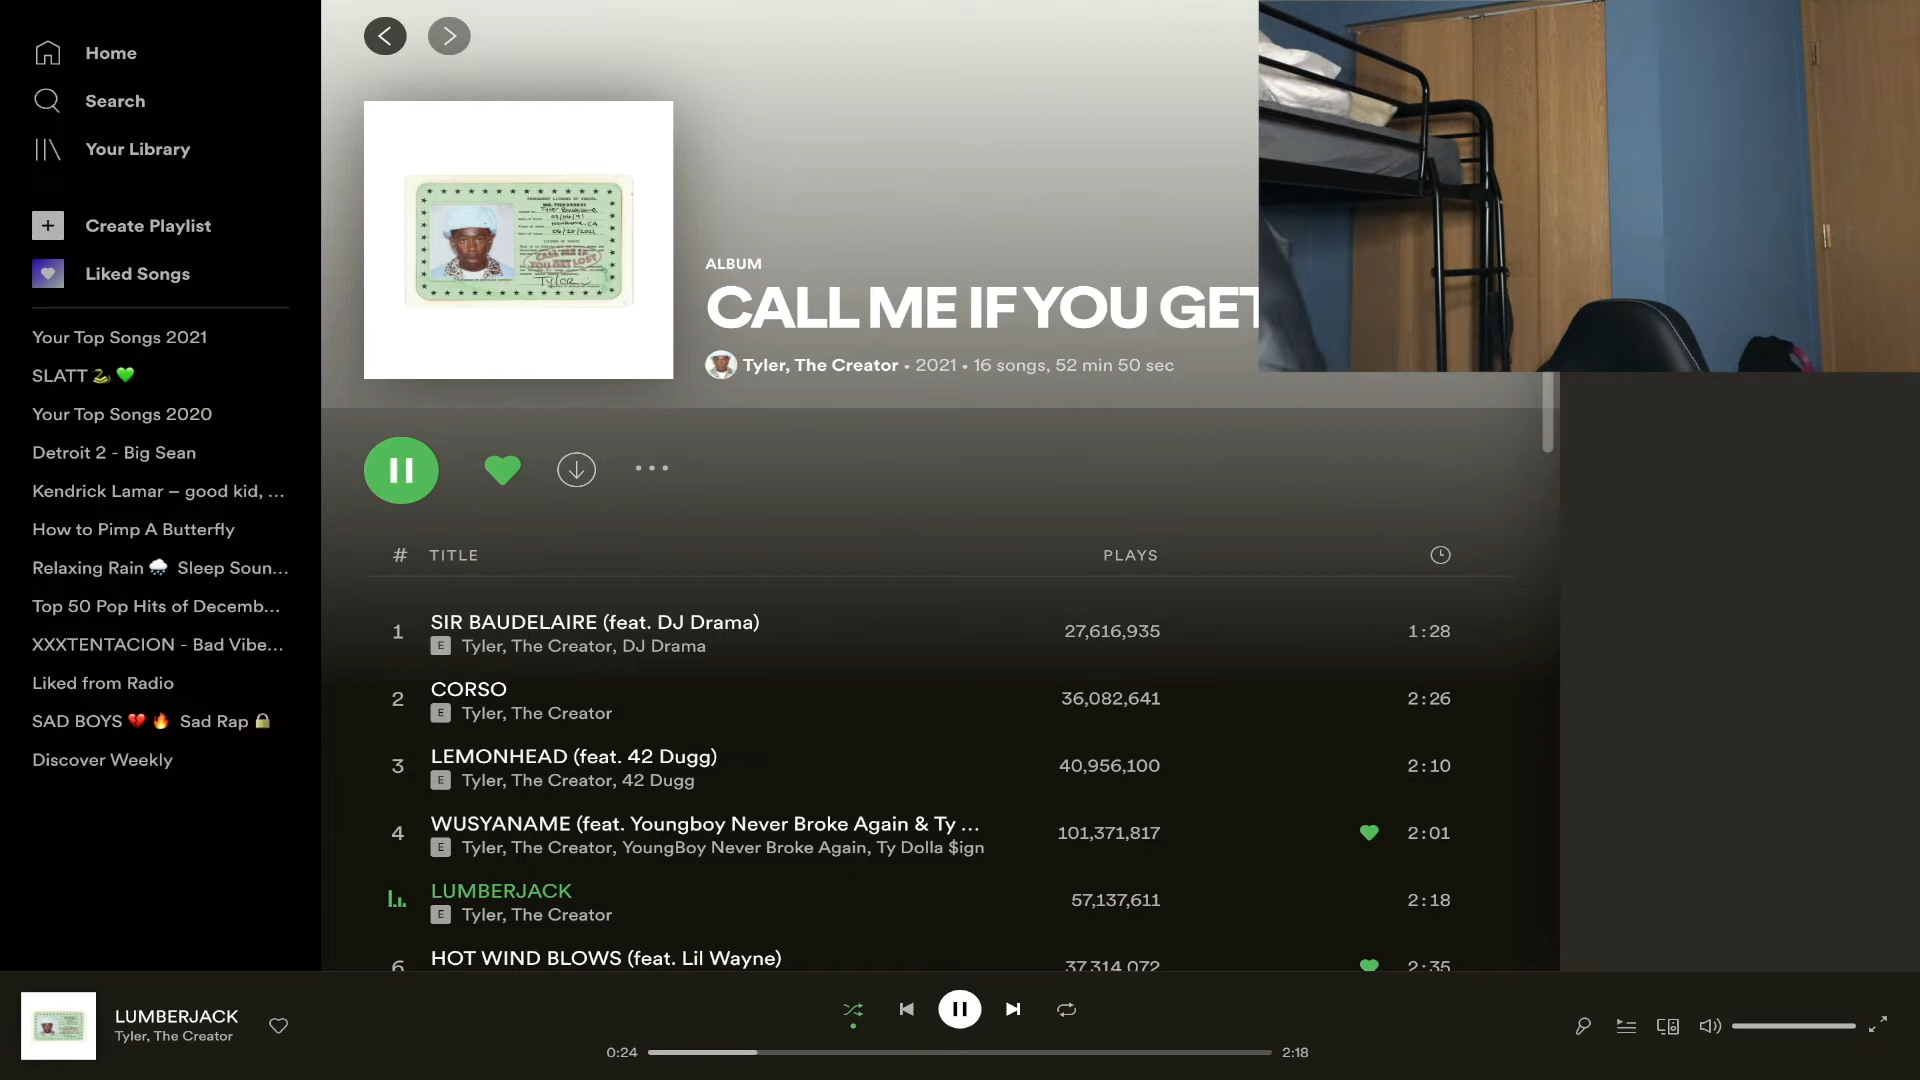 Home
Search
Your Library
Create Playlist
Liked Songs
Your Top Songs 2021
SLATT 🐍 💚
Your Top Songs 2020
Detroit 2 - Big Sean
Kendrick Lamar – good kid, ...
How to Pimp A Butterfly
Relaxing Rain 🌧 Sleep Soun...
Top 50 Pop Hits of Decemb...
XXXTENTACION - Bad Vibe...
Liked from Radio
SAD BOYS 💔 🔥 Sad Rap 🔒
Discover Weekly
CALL ME IF
YOU GET LOST
ALBUM
CALL ME IF YOU GET
Tyler, The Creator • 2021 • 16 songs, 52 min 50 sec
# TITLE PLAYS
1 SIR BAUDELAIRE (feat. DJ Drama) 27,616,935 1:28
E Tyler, The Creator, DJ Drama
2 CORSO 36,082,641 2:26
E Tyler, The Creator
3 LEMONHEAD (feat. 42 Dugg) 40,956,100 2:10
E Tyler, The Creator, 42 Dugg
4 WUSYANAME (feat. Youngboy Never Broke Again & Ty ... 101,371,817 2:01
E Tyler, The Creator, YoungBoy Never Broke Again, Ty Dolla $ign
LUMBERJACK 57,137,611 2:18
E Tyler, The Creator
6 HOT WIND BLOWS (feat. Lil Wayne) 37,314,072 2:35
LUMBERJACK
Tyler, The Creator
0:24 2:18